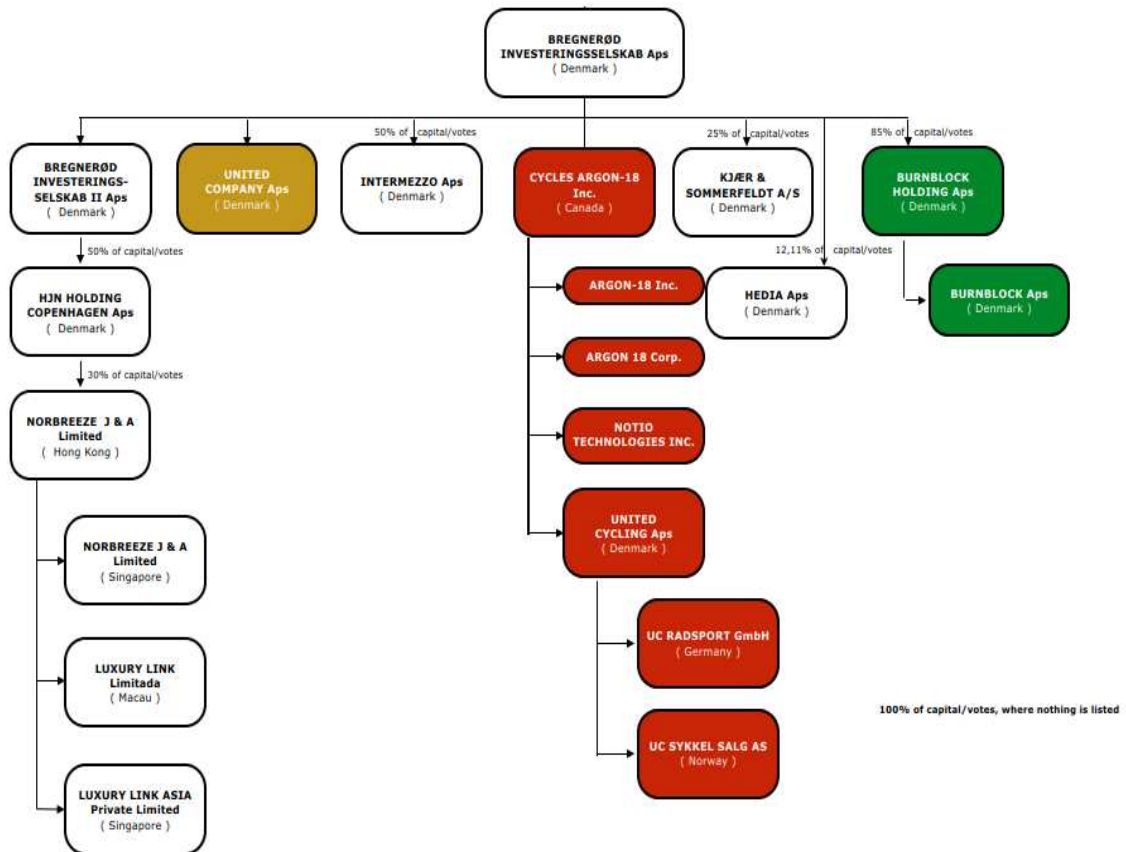 BREGNERØD
INVESTERINGSSELSKAB Aps
( Denmark )
50% of capital/votes
25% of capital/votes
85% of capital/votes
BREGNERØD
INVESTERINGS-
SELSKAB II Aps
( Denmark )
UNITED
COMPANY Aps
( Denmark )
INTERMEZZO Aps
( Denmark )
CYCLES ARGON-18
Inc.
( Canada )
KJÆR &
SOMMERFELDT A/S
( Denmark )
BURNBLOCK
HOLDING Aps
( Denmark )
50% of capital/votes
12,11% of capital/votes
HJN HOLDING
COPENHAGEN Aps
( Denmark )
ARGON-18 Inc.
HEDIA Aps
( Denmark )
BURNBLOCK Aps
( Denmark )
ARGON 18 Corp.
30% of capital/votes
NORBREEZE J & A
Limited
( Hong Kong )
NOTIO
TECHNOLOGIES INC.
UNITED
CYCLING Aps
( Denmark )
NORBREEZE J & A
Limited
( Singapore )
UC RADSPORT GmbH
( Germany )
LUXURY LINK
Limitada
( Macau )
100% of capital/votes, where nothing is listed
UC SYKKEL SALG AS
( Norway )
LUXURY LINK ASIA
Private Limited
( Singapore )